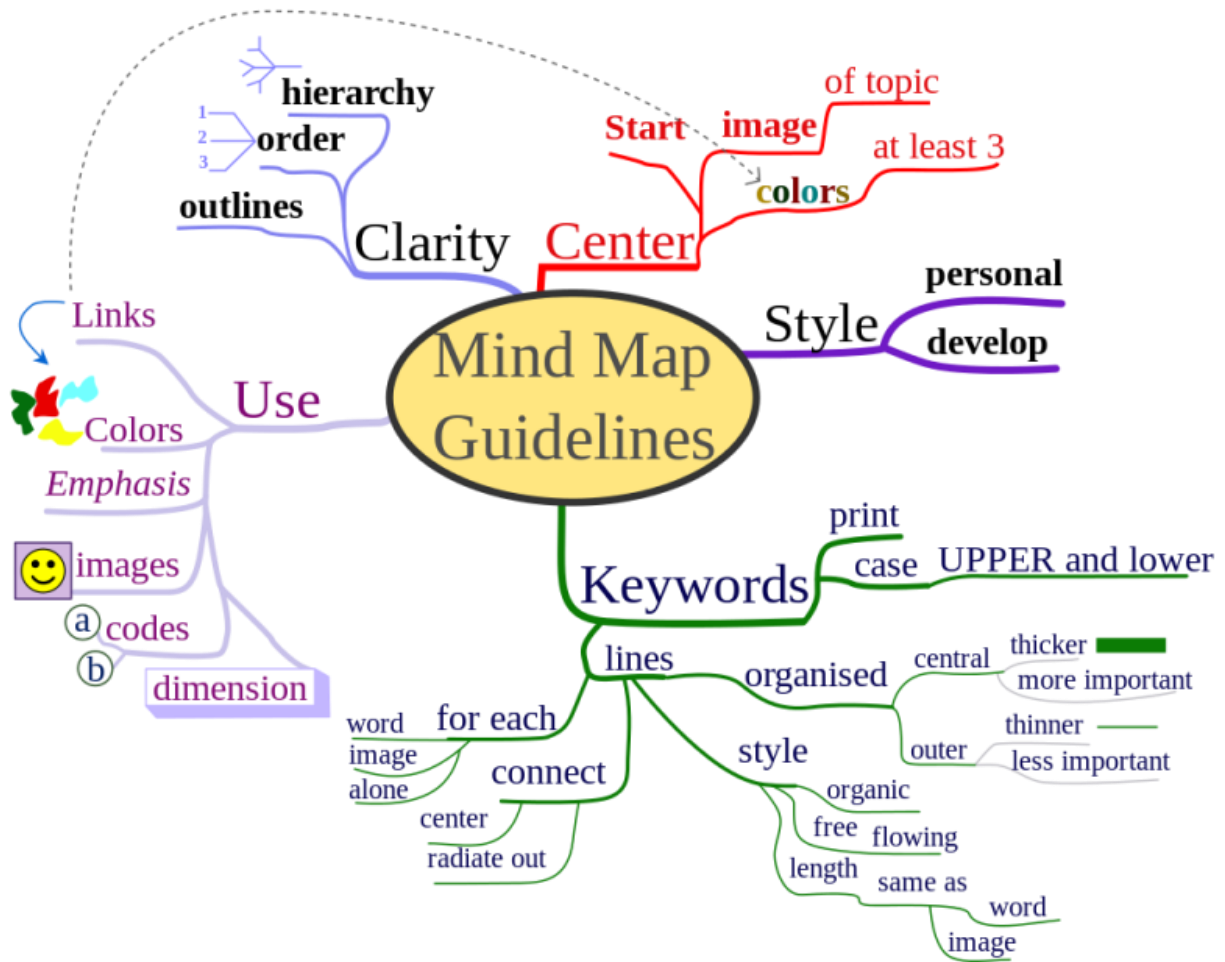 hierarchy
1
2
3
order
outlines
Clarity
Start
image
of topic
colors
at least 3
Center
Style
personal
develop
Mind Map
Guidelines
Links
Use
Colors
Emphasis
images
a
b
codes
dimension
Keywords
print
case
UPPER and lower
lines
organised
central
thicker
more important
outer
thinner
less important
for each
word
image
alone
connect
center
radiate out
style
organic
free flowing
length
same as
word
image